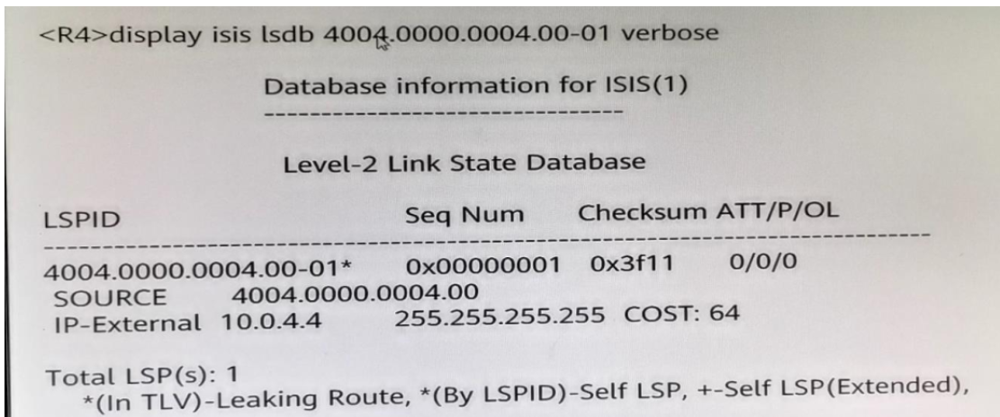 <R4>display isis lsdb 4004.0000.0004.00-01 verbose
Database information for ISIS(1)
--------------------------------
Level-2 Link State Database
LSPID Seq Num Checksum ATT/P/OL
-------------------------------------------------------------------------------
4004.0000.0004.00-01* 0x00000001 0x3f11 0/0/0
SOURCE 4004.0000.0004.00
IP-External 10.0.4.4 255.255.255.255 COST: 64
Total LSP(s): 1
*(In TLV)-Leaking Route, *(By LSPID)-Self LSP, +-Self LSP(Extended),